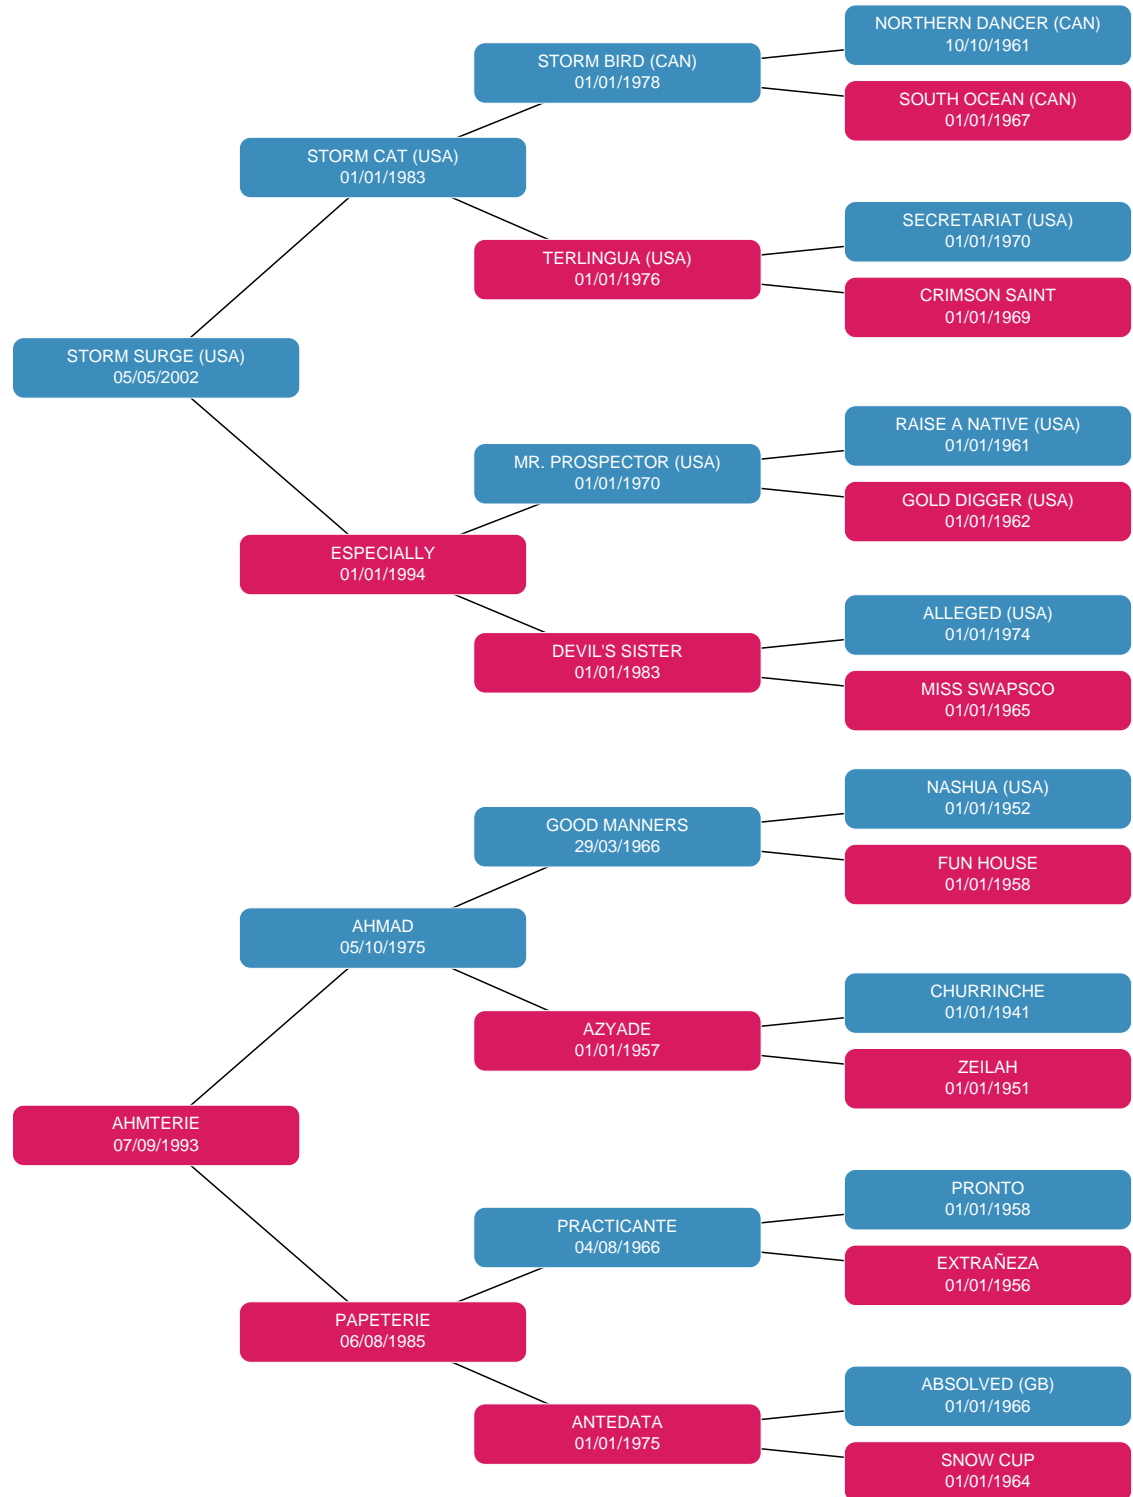 NORTHERN DANCER (CAN)
10/10/1961
STORM BIRD (CAN)
01/01/1978
SOUTH OCEAN (CAN)
01/01/1967
STORM CAT (USA)
01/01/1983
SECRETARIAT (USA)
01/01/1970
TERLINGUA (USA)
01/01/1976
CRIMSON SAINT
01/01/1969
STORM SURGE (USA)
05/05/2002
RAISE A NATIVE (USA)
01/01/1961
MR. PROSPECTOR (USA)
01/01/1970
GOLD DIGGER (USA)
01/01/1962
ESPECIALLY
01/01/1994
ALLEGED (USA)
01/01/1974
DEVIL'S SISTER
01/01/1983
MISS SWAPSCO
01/01/1965
NASHUA (USA)
01/01/1952
GOOD MANNERS
29/03/1966
FUN HOUSE
01/01/1958
AHMAD
05/10/1975
CHURRINCHE
01/01/1941
AZYADE
01/01/1957
ZEILAH
01/01/1951
AHMTERIE
07/09/1993
PRONTO
01/01/1958
PRACTICANTE
04/08/1966
EXTRAÑEZA
01/01/1956
PAPETERIE
06/08/1985
ABSOLVED (GB)
01/01/1966
ANTEDATA
01/01/1975
SNOW CUP
01/01/1964